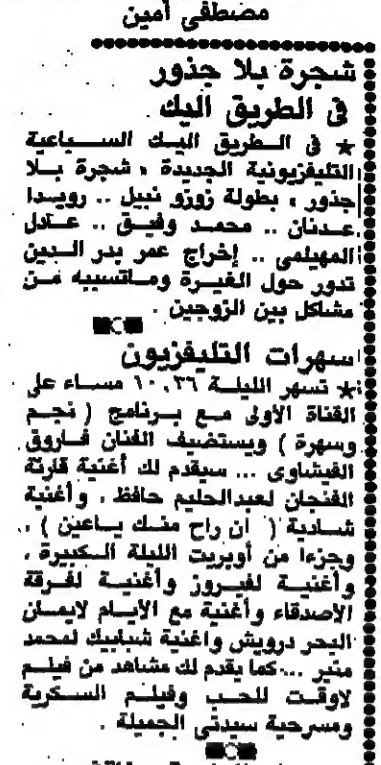 مصطفى أمين
شجرة بلا جذور
في الطريق اليك
★ في الطريق اليك السباعية
التليفزيونية الجديدة « شجرة بلا
جذور » بطولة زوزو نبيل .. رويدا
عدنان .. محمد وفيق .. عادل
المهيلمى .. إخراج عمر بدر الدين
تدور حول الغيرة وماتسببه من
مشاكل بين الزوجين .
سهرات التليفزيون
★ تسهر الليلة ١٠,٣٦ مساء على
القناة الأولى مع برنامج ( نجم
وسهرة ) ويستضيف الفنان فاروق
الفيشاوى ... سيقدم لك أغنية قارئة
الفنجان لعبدالحليم حافظ ، وأغنية
شادية ( ان راح منك ياعين ) ،
وجزءا من أوبريت الليلة الكبيرة ،
وأغنية لفيروز وأغنية لفرقة
الأصدقاء وأغنية مع الأيام لايمان
البحر درويش واغنية شبابيك لمحمد
منير ... كما يقدم لك مشاهد من فيلم
لاوقت للحب وفيلم السكرية
ومسرحية سيدتى الجميلة .